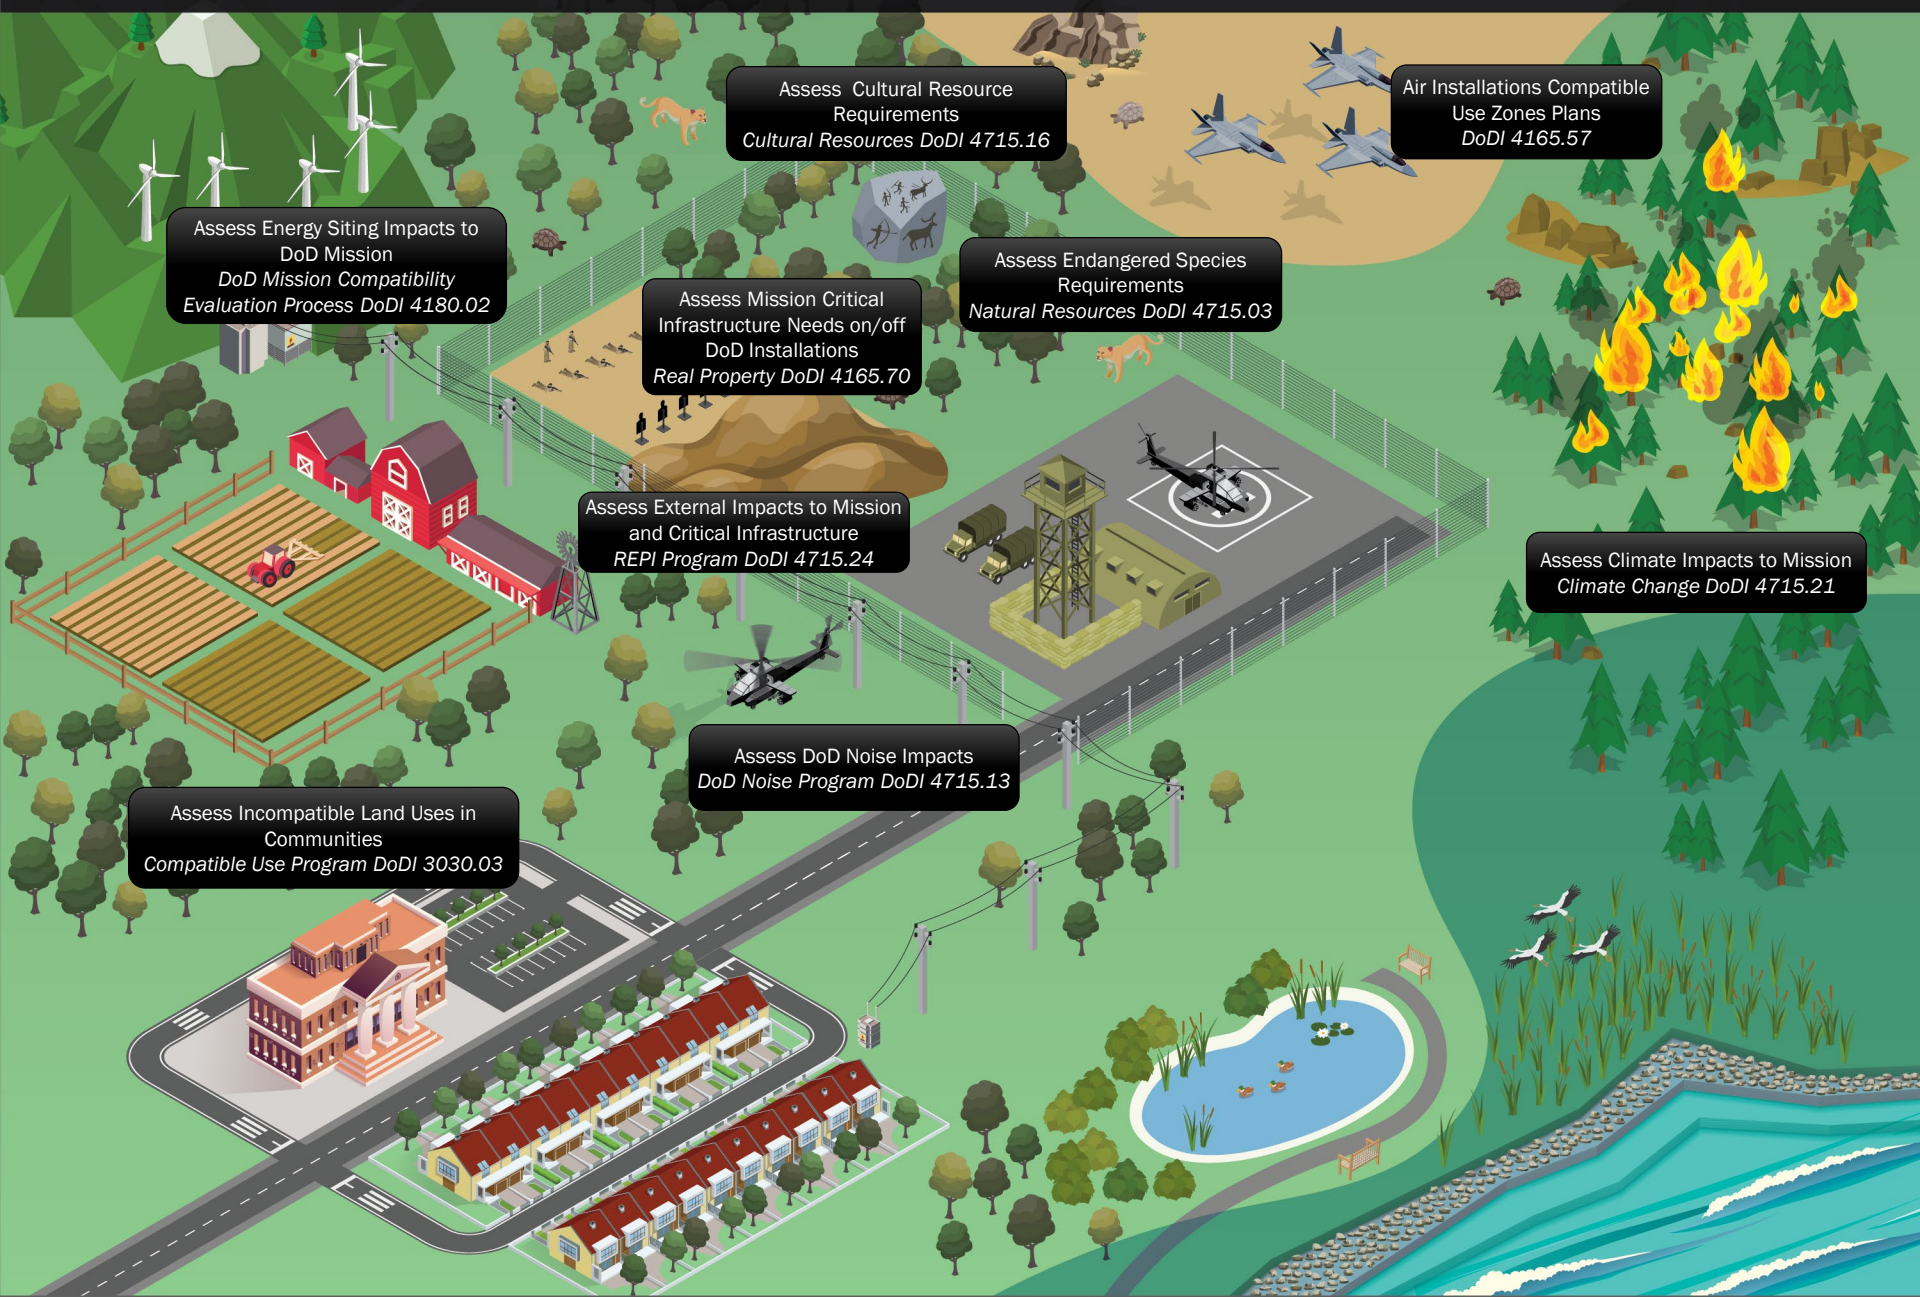 Assess Cultural Resource
Requirements
Cultural Resources DoDI 4715.16
Air Installations Compatible
Use Zones Plans
DoDI 4165.57
Assess Energy Siting Impacts to
DoD Mission
DoD Mission Compatibility
Evaluation Process DoDI 4180.02
Assess Endangered Species
Requirements
Natural Resources DoDI 4715.03
Assess Mission Critical
Infrastructure Needs on/off
DoD Installations
Real Property DoDI 4165.70
Assess External Impacts to Mission
and Critical Infrastructure
REPI Program DoDI 4715.24
Assess Climate Impacts to Mission
Climate Change DoDI 4715.21
Assess DoD Noise Impacts
DoD Noise Program DoDI 4715.13
Assess Incompatible Land Uses in
Communities
Compatible Use Program DoDI 3030.03